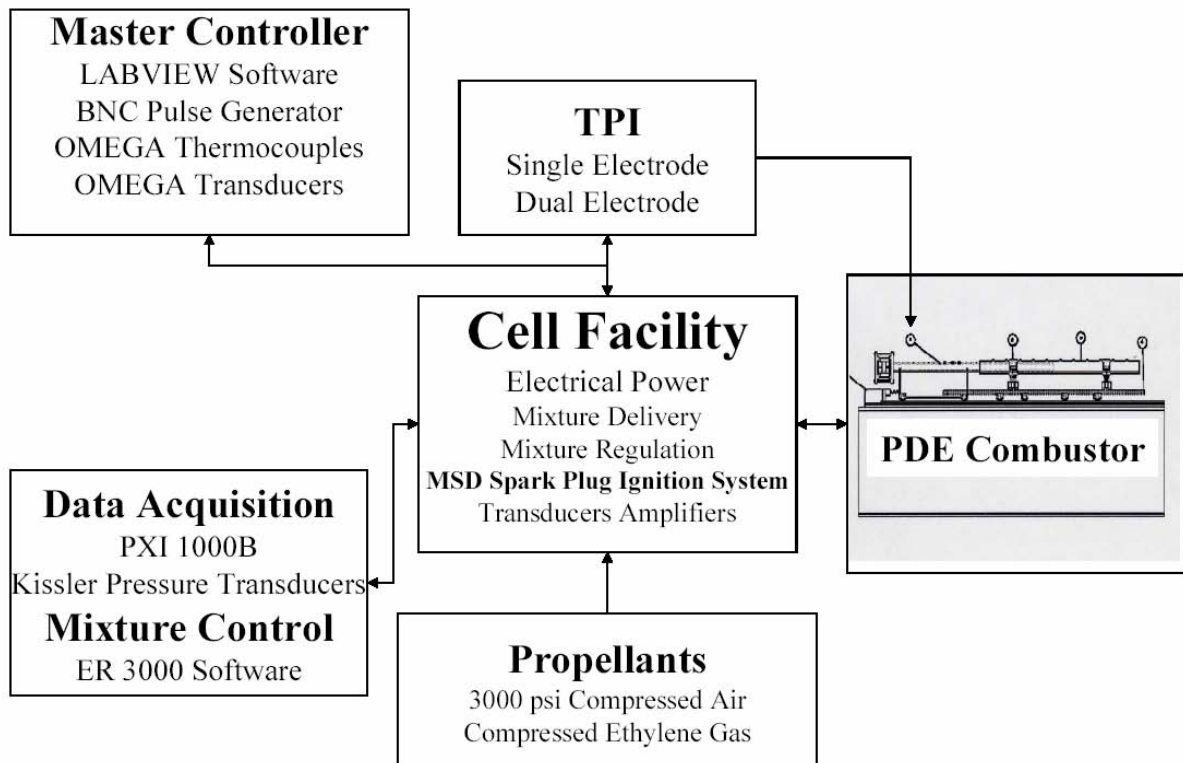 Master Controller
LABVIEW Software
BNC Pulse Generator
OMEGA Thermocouples
OMEGA Transducers
TPI
Single Electrode
Dual Electrode
Cell Facility
Electrical Power
Mixture Delivery
Mixture Regulation
MSD Spark Plug Ignition System
Transducers Amplifiers
PDE Combustor
Data Acquisition
PXI 1000B
Kissler Pressure Transducers
Mixture Control
ER 3000 Software
Propellants
3000 psi Compressed Air
Compressed Ethylene Gas